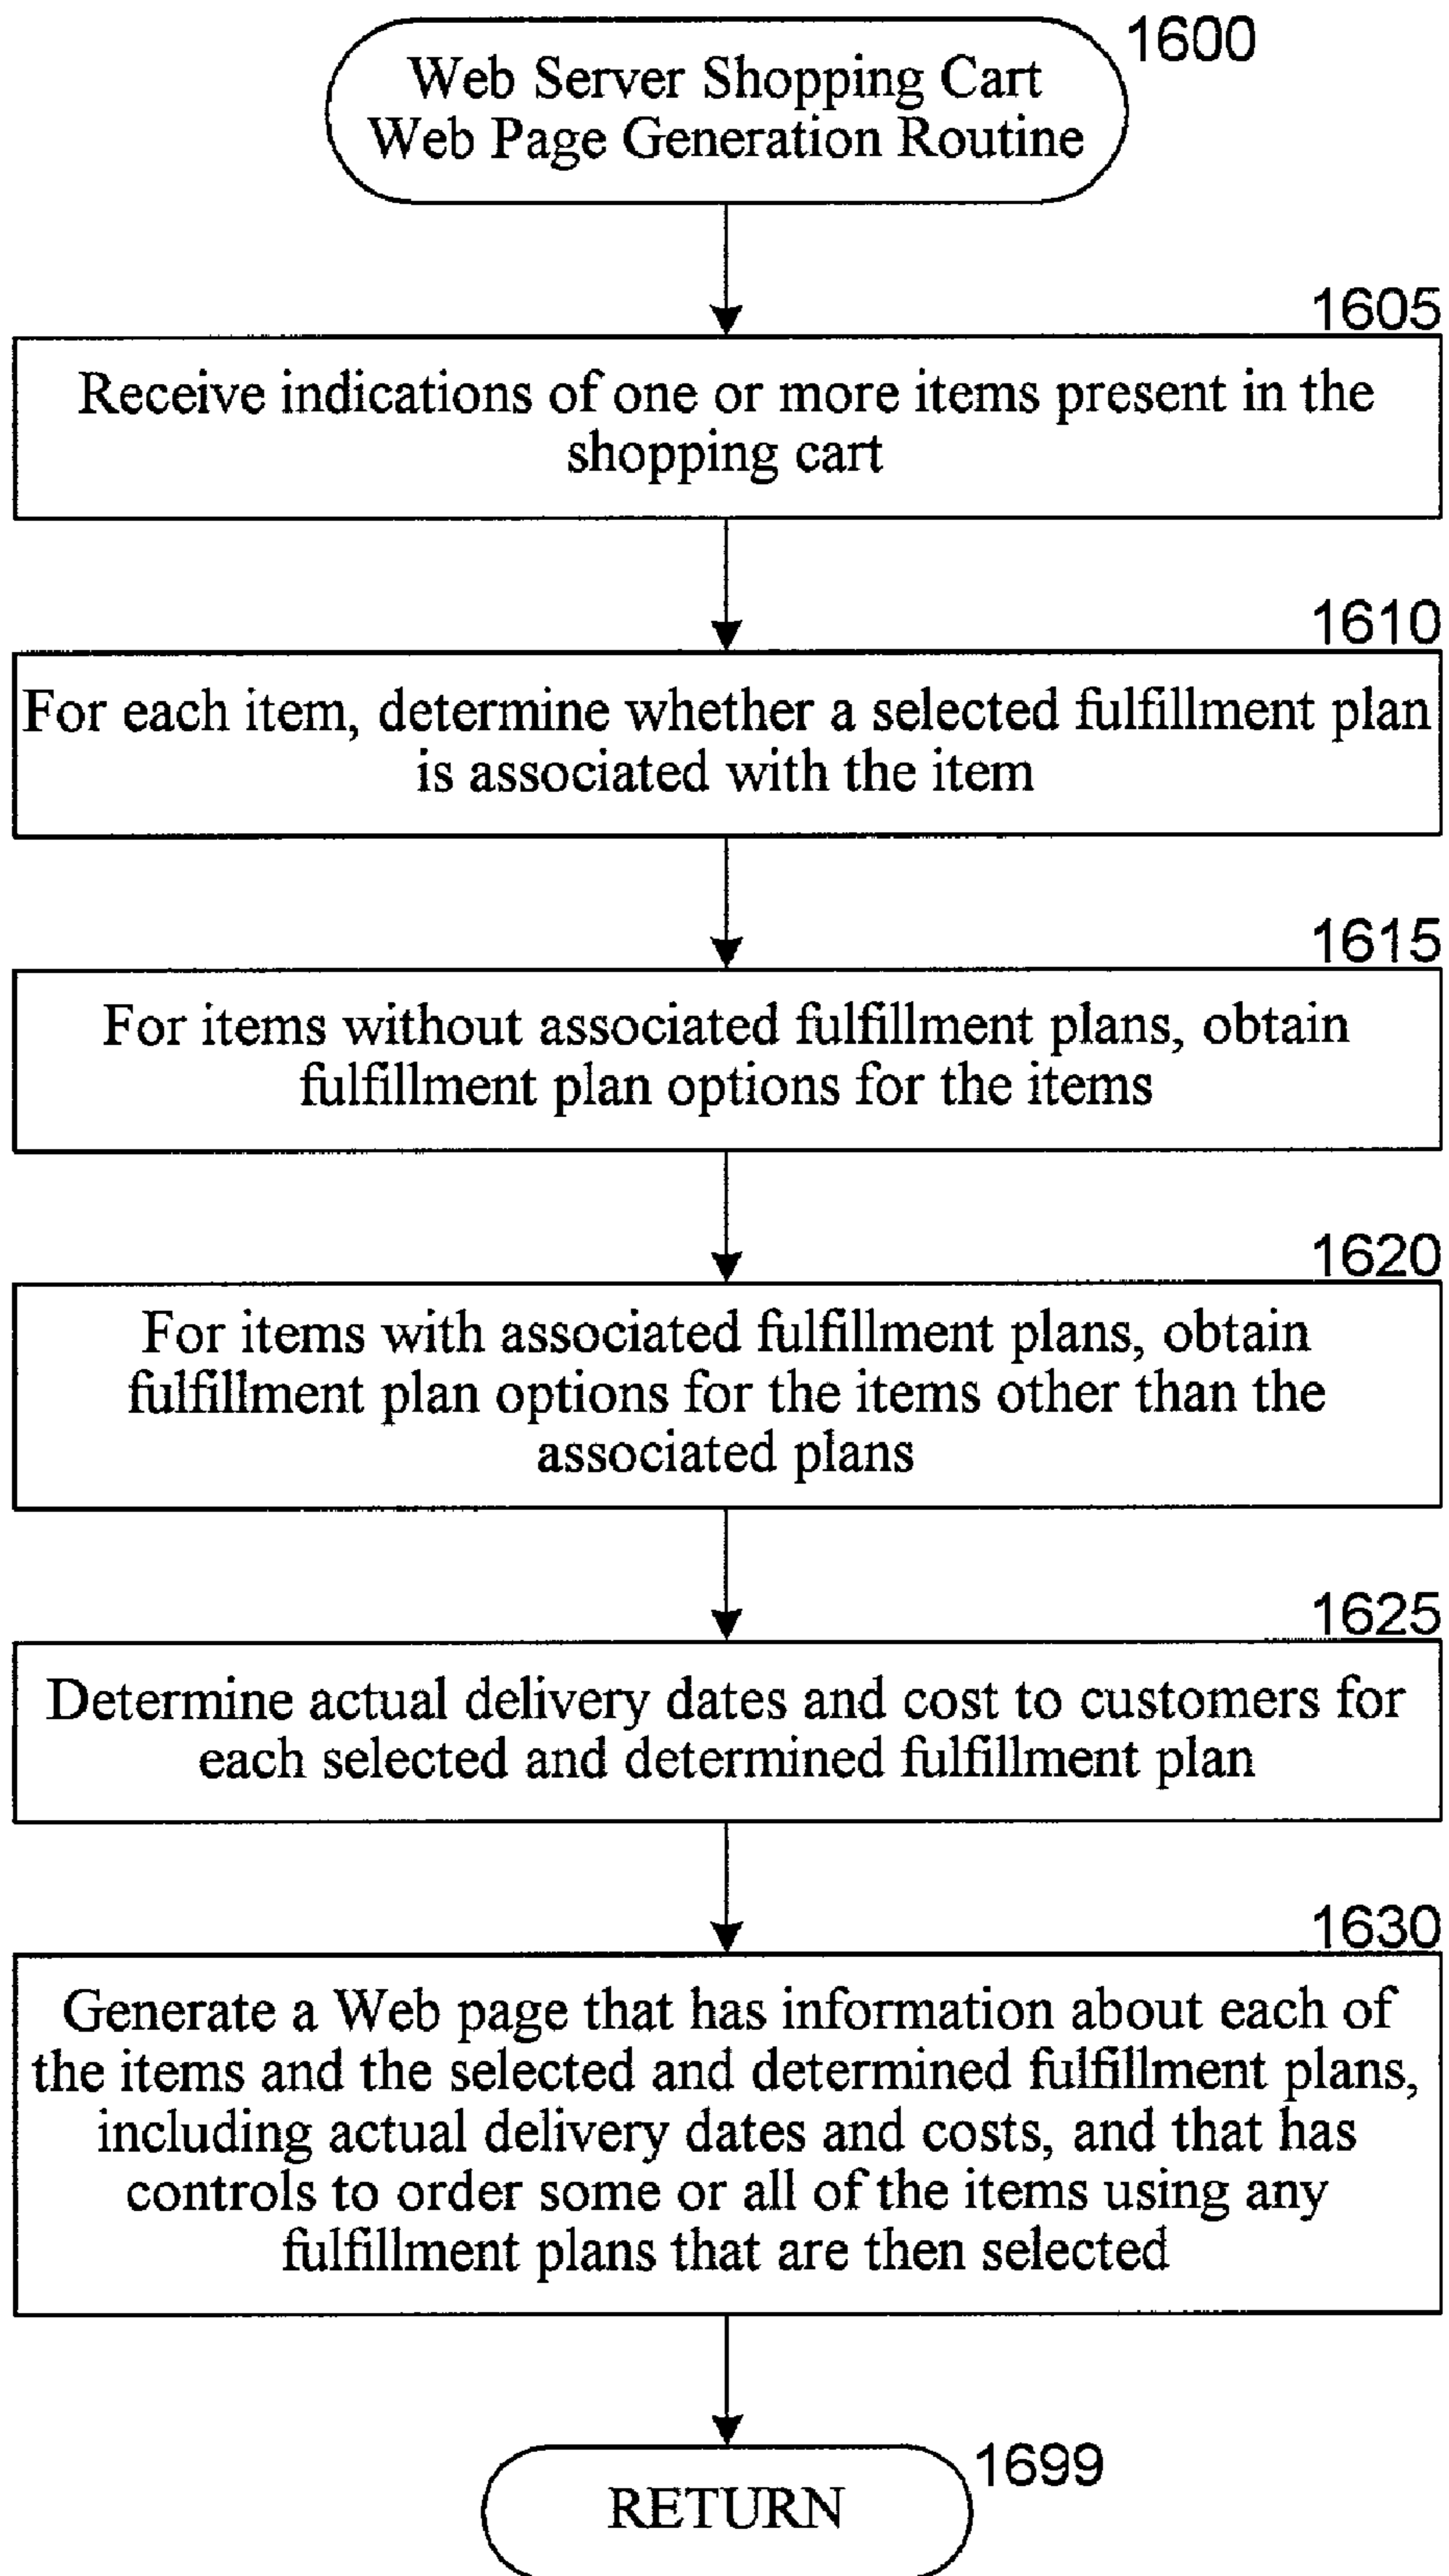 1600
Web Server Shopping Cart
Web Page Generation Routine
1605
Receive indications of one or more items present in the
shopping cart
1610
For each item, determine whether a selected fulfillment plan
is associated with the item
1615
For items without associated fulfillment plans, obtain
fulfillment plan options for the items
1620
For items with associated fulfillment plans, obtain
fulfillment plan options for the items other than the
associated plans
1625
Determine actual delivery dates and cost to customers for
each selected and determined fulfillment plan
1630
Generate a Web page that has information about each of
the items and the selected and determined fulfillment plans,
including actual delivery dates and costs, and that has
controls to order some or all of the items using any
fulfillment plans that are then selected
1699
RETURN